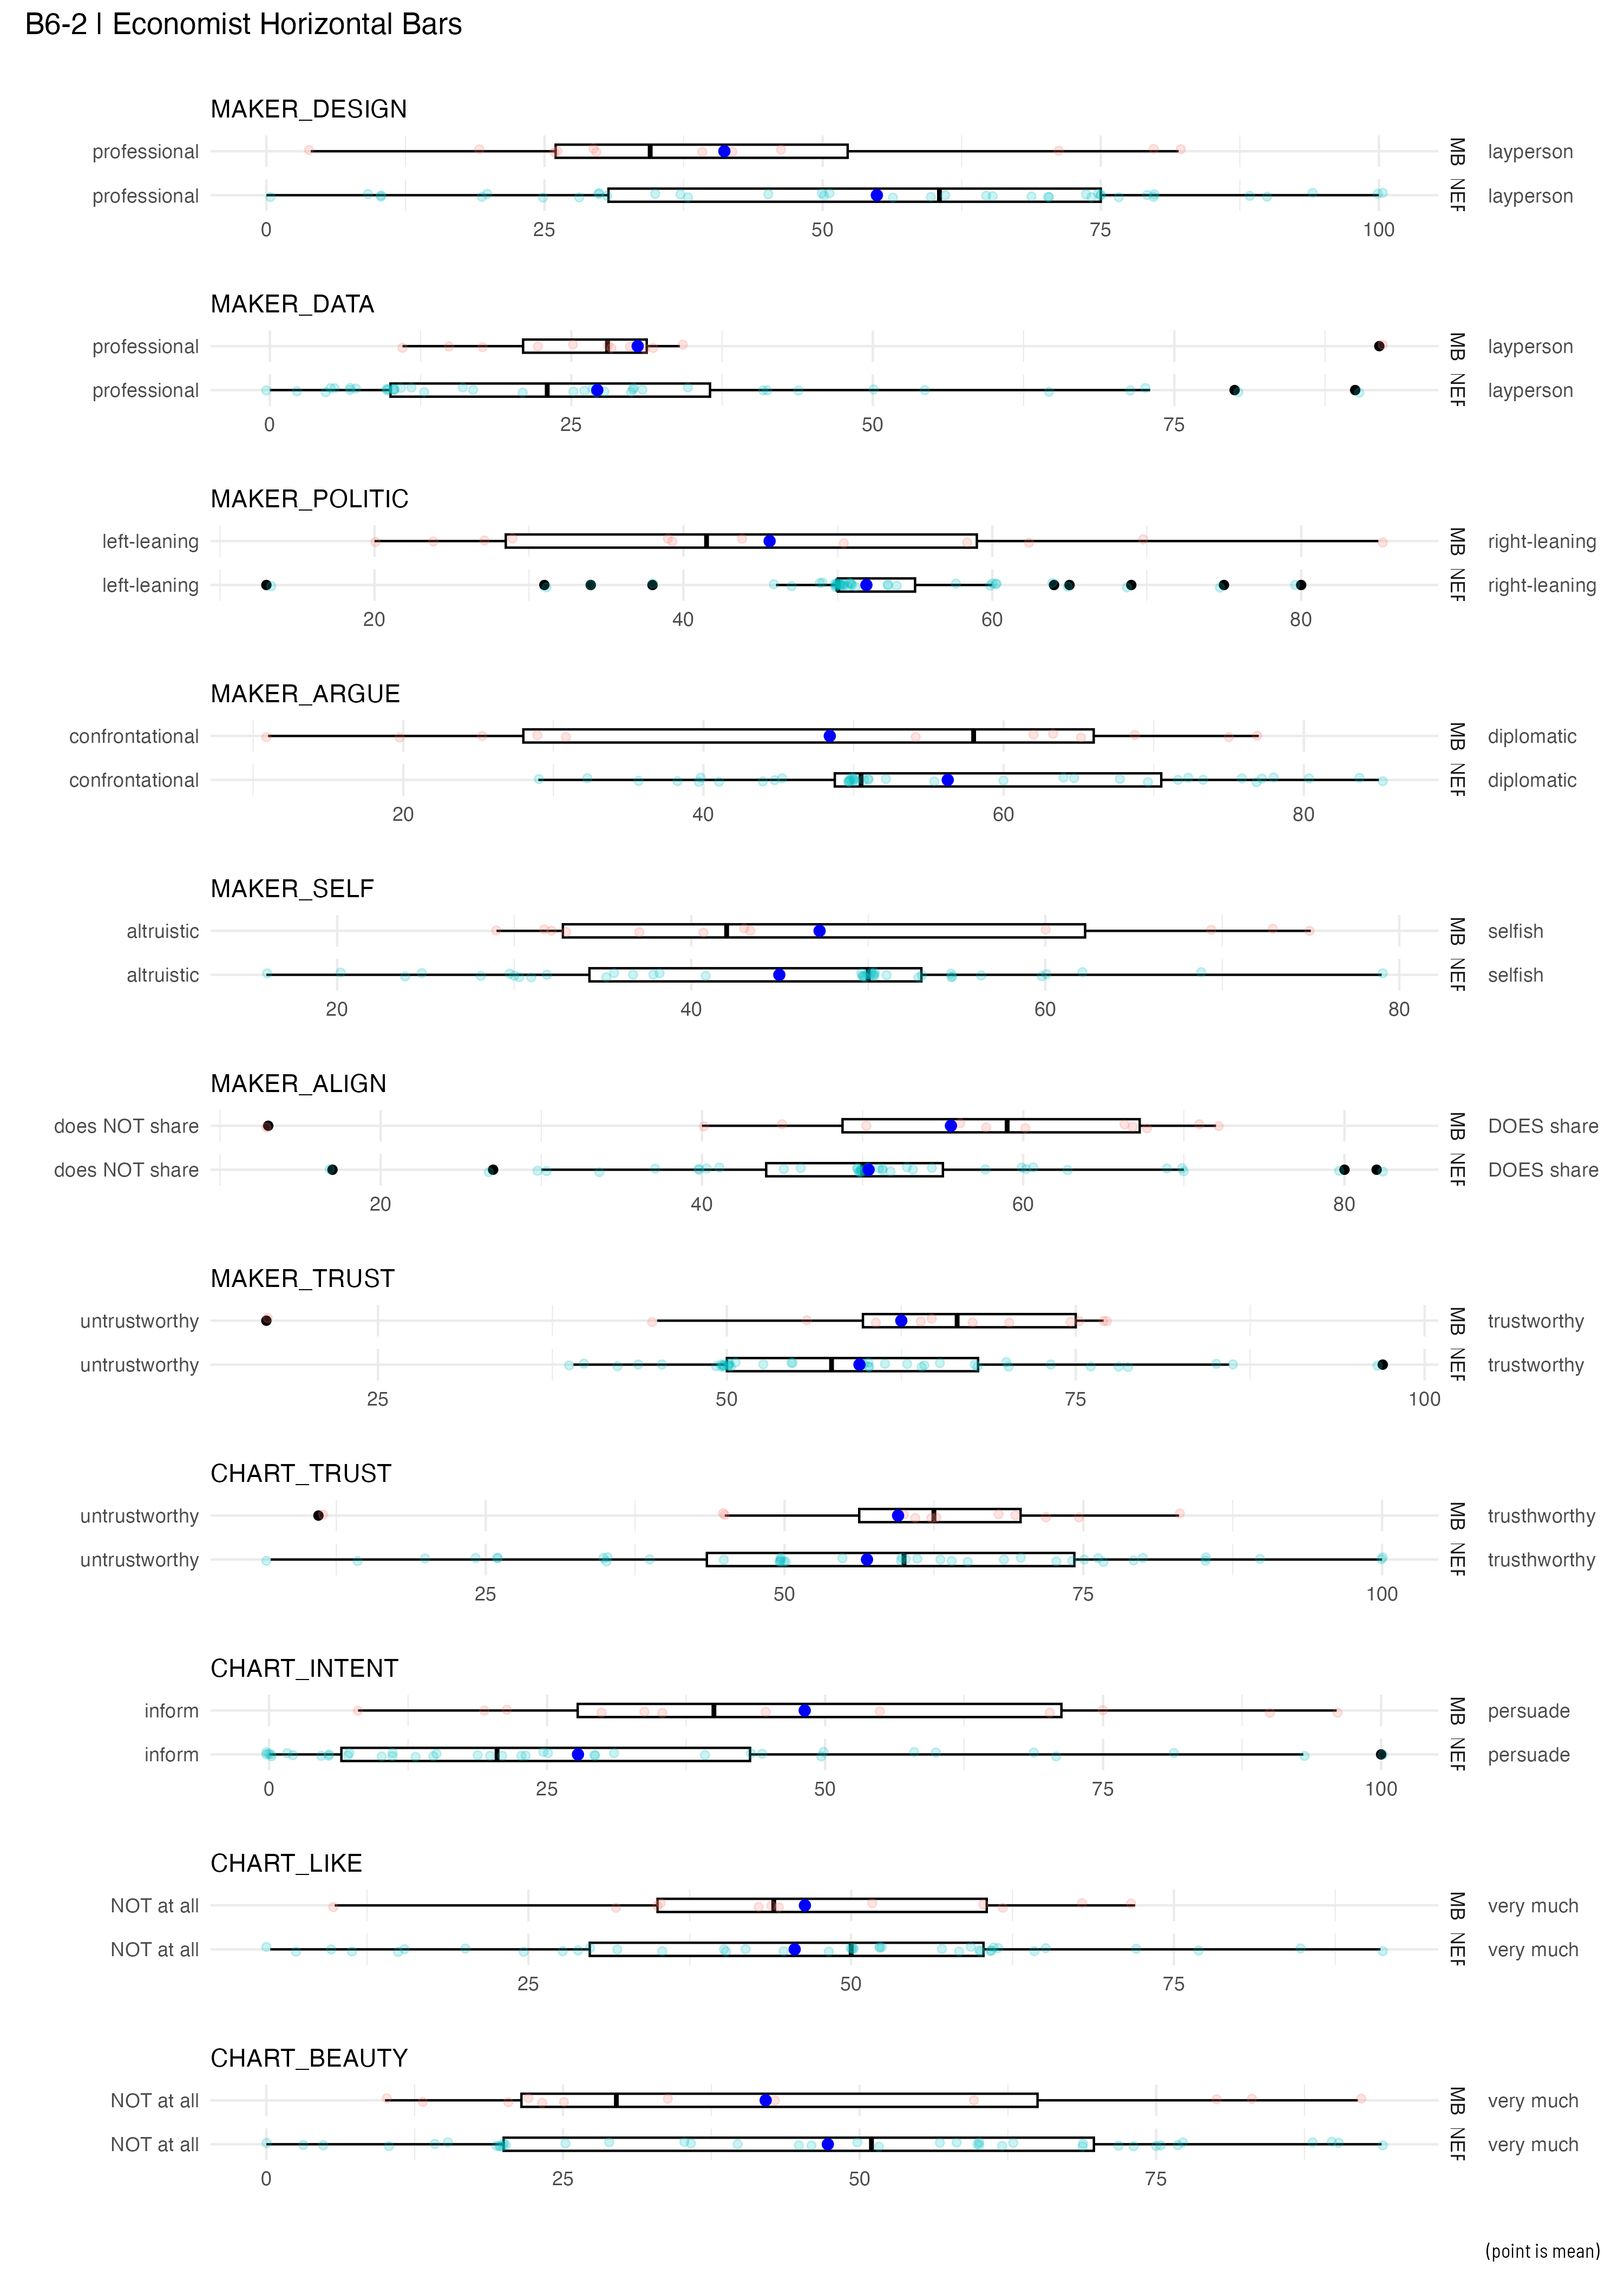 B6-2 | Economist Horizontal Bars
MAKER_DESIGN
professional MB layperson
professional NEF layperson
0 25 50 75 100
MAKER_DATA
professional MB layperson
professional NEF layperson
0 25 50 75
MAKER_POLITIC
left-leaning MB right-leaning
left-leaning NEF right-leaning
20 40 60 80
MAKER_ARGUE
confrontational MB diplomatic
confrontational NEF diplomatic
20 40 60 80
MAKER_SELF
altruistic MB selfish
altruistic NEF selfish
20 40 60 80
MAKER_ALIGN
does NOT share MB DOES share
does NOT share NEF DOES share
20 40 60 80
MAKER_TRUST
untrustworthy MB trustworthy
untrustworthy NEF trustworthy
25 50 75 100
CHART_TRUST
untrustworthy MB trusthworthy
untrustworthy NEF trusthworthy
25 50 75 100
CHART_INTENT
inform MB persuade
inform NEF persuade
0 25 50 75 100
CHART_LIKE
NOT at all MB very much
NOT at all NEF very much
25 50 75
CHART_BEAUTY
NOT at all MB very much
NOT at all NEF very much
0 25 50 75
(point is mean)